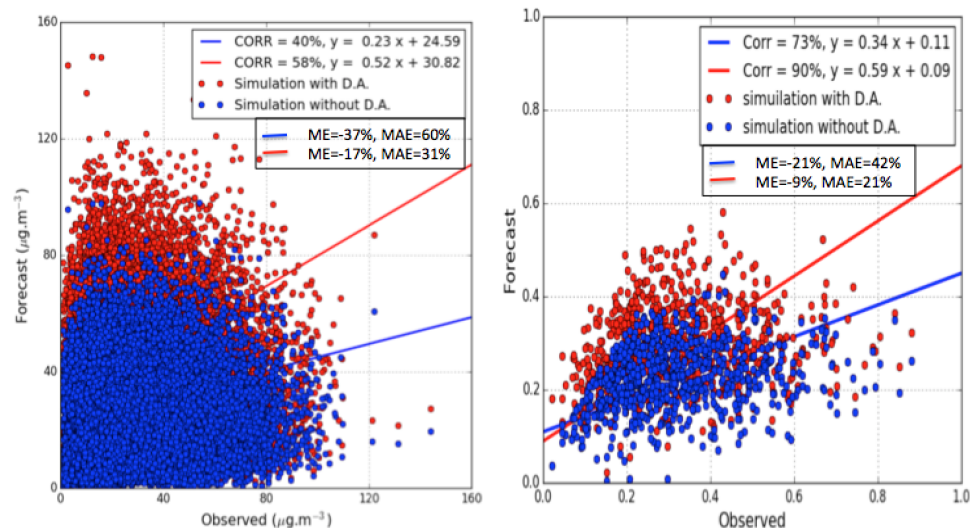 160
120
80
40
0
0
40
80
120
160
Forecast (μg.m⁻³)
Observed (μg.m⁻³)
CORR = 40%, y = 0.23 x + 24.59
CORR = 58%, y = 0.52 x + 30.82
Simulation with D.A.
Simulation without D.A.
ME=-37%, MAE=60%
ME=-17%, MAE=31%
1.0
0.8
0.6
0.4
0.2
0.0
0.0
0.2
0.4
0.6
0.8
1.0
Forecast
Observed
Corr = 73%, y = 0.34 x + 0.11
Corr = 90%, y = 0.59 x + 0.09
simuilation with D.A.
simulation without D.A.
ME=-21%, MAE=42%
ME=-9%, MAE=21%